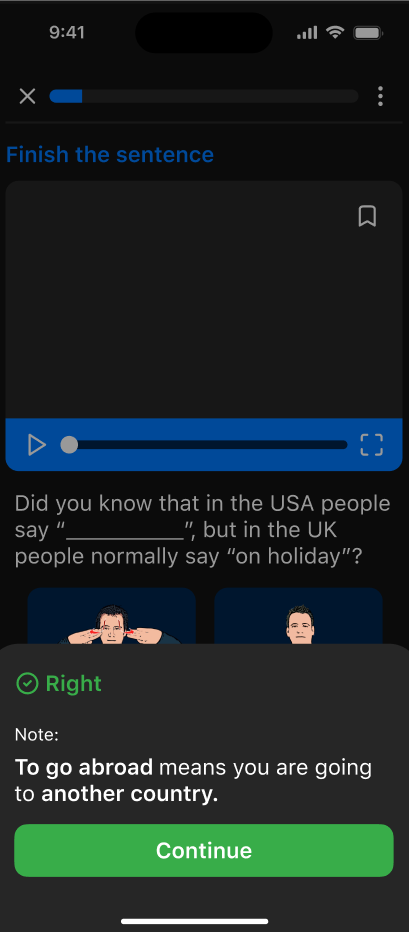 9:41
Finish the sentence
Did you know that in the USA people
say “___________”, but in the UK
people normally say “on holiday”?
Right
Note:
To go abroad means you are going
to another country.
Continue